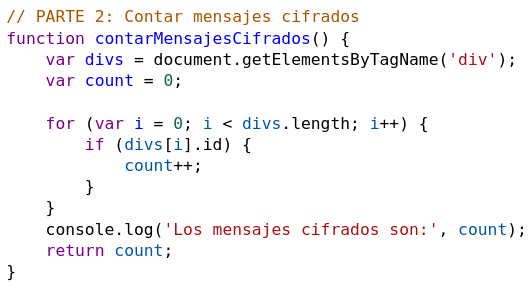 // PARTE 2: Contar mensajes cifrados
function contarMensajesCifrados() {
    var divs = document.getElementsByTagName('div');
    var count = 0;

    for (var i = 0; i < divs.length; i++) {
        if (divs[i].id) {
            count++;
        }
    }
    console.log('Los mensajes cifrados son:', count);
    return count;
}